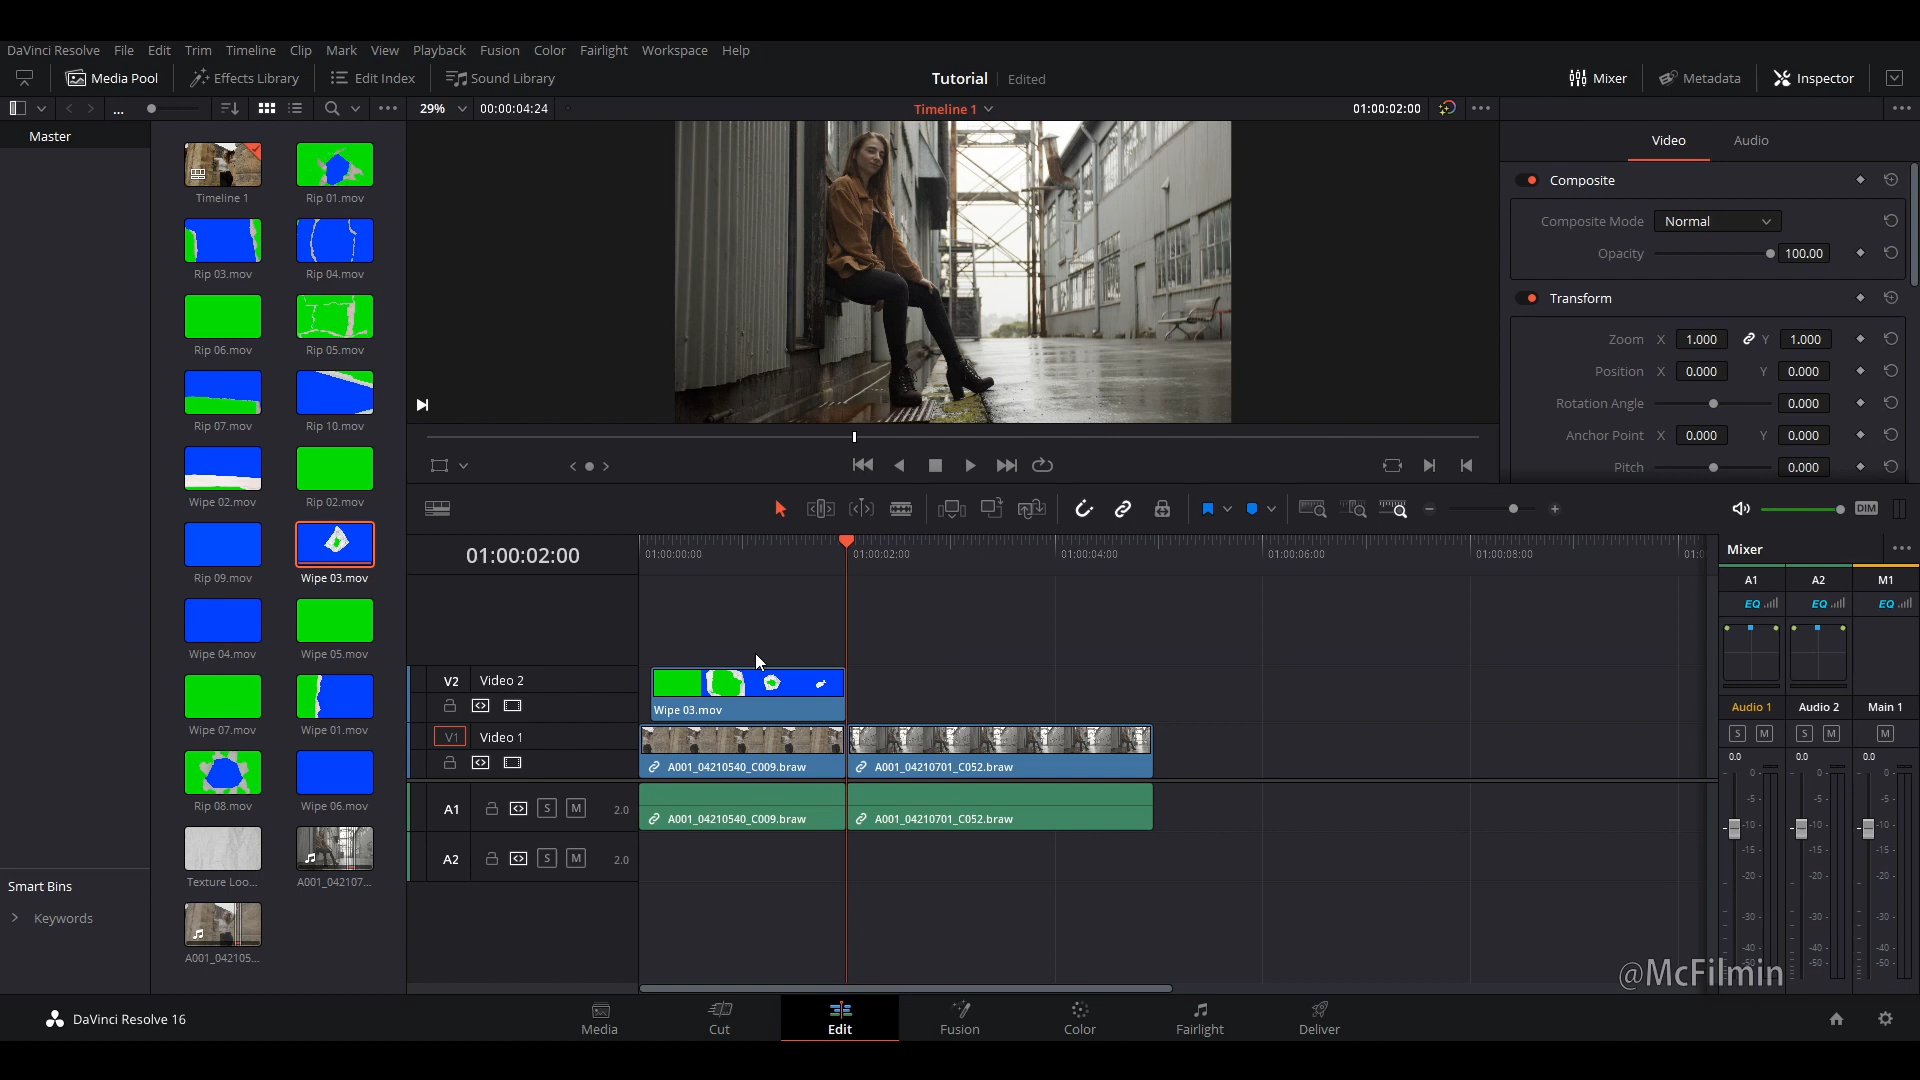 DaVinci Resolve File Edit Trim Timeline Clip Mark View Playback Fusion Color Fairlight Workspace Help
Media Pool Effects Library Edit Index Sound Library Tutorial Edited Mixer Metadata Inspector
... 29% 00:00:04:24 Timeline 1 01:00:02:00
Master
Timeline 1 Rip 01.mov
Rip 03.mov Rip 04.mov
Rip 06.mov Rip 05.mov
Rip 07.mov Rip 10.mov
Wipe 02.mov Rip 02.mov
Rip 09.mov Wipe 03.mov
Wipe 04.mov Wipe 05.mov
Wipe 07.mov Wipe 01.mov
Rip 08.mov Wipe 06.mov
Texture Loo... A001_042107...
A001_042105...
Smart Bins
Keywords
Video Audio
Composite
Composite Mode Normal
Opacity 100.00
Transform
Zoom X 1.000 Y 1.000
Position X 0.000 Y 0.000
Rotation Angle 0.000
Anchor Point X 0.000 Y 0.000
Pitch 0.000
DIM
01:00:02:00
01:00:00:00 01:00:02:00 01:00:04:00 01:00:06:00 01:00:08:00 01:0
V2 Video 2
Wipe 03.mov
V1 Video 1
A001_04210540_C009.braw A001_04210701_C052.braw
A1 S M 2.0
A001_04210540_C009.braw A001_04210701_C052.braw
A2 S M 2.0
Mixer
A1 A2 M1
EQ EQ EQ
Audio 1 Audio 2 Main 1
S M S M M
0.0 0.0 0.0
0- 0- 0-
-5- -5- -5-
-10- -10- -10-
-15- -15- -15-
-20- -20- -20-
-30- -30- -30-
-40- -40- -40-
-50- -50- -50-
@McFilmin
DaVinci Resolve 16
Media Cut Edit Fusion Color Fairlight Deliver